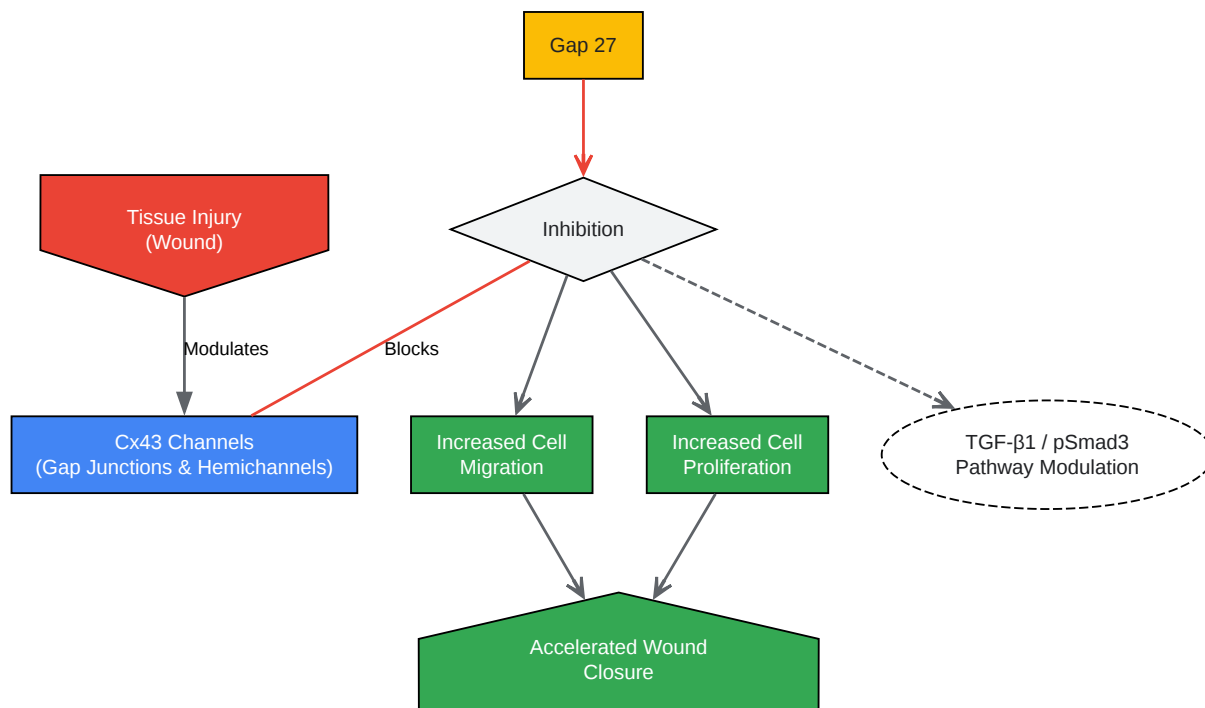 Gap 27
Tissue Injury
(Wound)
Inhibition
Modulates
Blocks
Cx43 Channels
(Gap Junctions & Hemichannels)
Increased Cell
Migration
Increased Cell
Proliferation
TGF-β1 / pSmad3
Pathway Modulation
Accelerated Wound
Closure